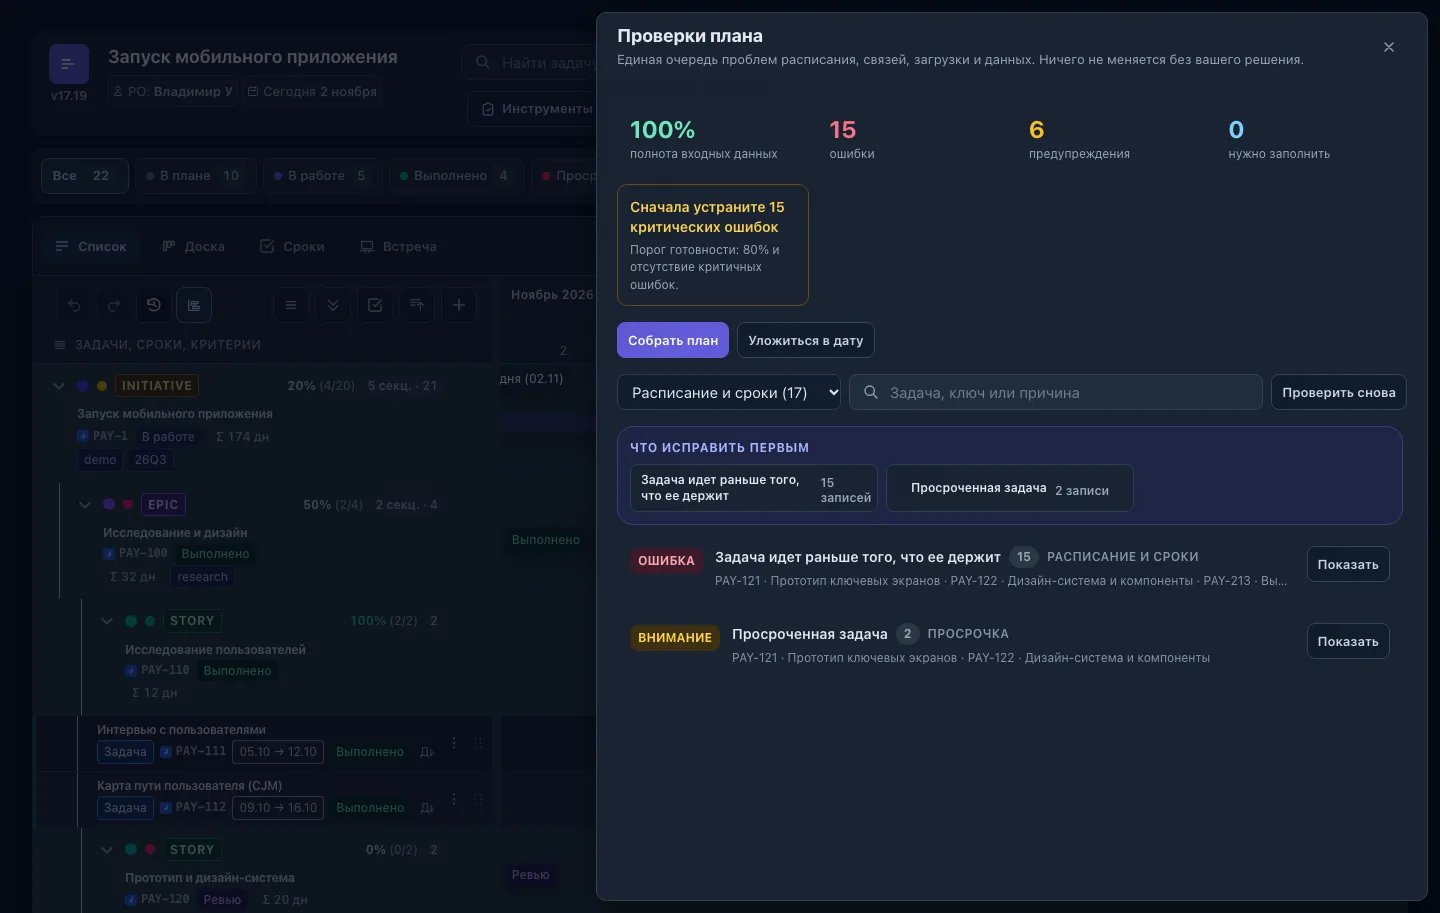 Запуск мобильного приложения
v17.19
PO: Владимир У
Сегодня 2 ноября
Найти задачу
Инструменты
Все 22
В плане 10
В работе 5
Выполнено 4
Список
Доска
Сроки
Встреча
Ноябрь 2026
ЗАДАЧИ, СРОКИ, КРИТЕРИИ
2
дня (02.11)
INITIATIVE
20% (4/20) 5 секц. · 21
Запуск мобильного приложения
PAY-1 В работе Σ 174 дн
demo 26Q3
EPIC
50% (2/4) 2 секц. · 4
Исследование и дизайн
PAY-100 Выполнено
Σ 32 дн research
Выполнено
STORY
100% (2/2) 2
Исследование пользователей
PAY-110 Выполнено
Σ 12 дн
Интервью с пользователями
Задача PAY-111 05.10 → 12.10 Выполнено
Карта пути пользователя (CJM)
Задача PAY-112 09.10 → 16.10 Выполнено
STORY
0% (0/2) 2
Прототип и дизайн-система
PAY-120 Ревью Σ 20 дн
Ревью
Проверки плана
Единая очередь проблем расписания, связей, загрузки и данных. Ничего не меняется без вашего решения.
100%
полнота входных данных
15
ошибки
6
предупреждения
0
нужно заполнить
Сначала устраните 15
критических ошибок
Порог готовности: 80% и
отсутствие критичных
ошибок.
Собрать план
Уложиться в дату
Расписание и сроки (17)
Задача, ключ или причина
Проверить снова
ЧТО ИСПРАВИТЬ ПЕРВЫМ
Задача идет раньше того,
что ее держит
15
записей
Просроченная задача 2 записи
ОШИБКА
Задача идет раньше того, что ее держит 15 РАСПИСАНИЕ И СРОКИ
PAY-121 · Прототип ключевых экранов · PAY-122 · Дизайн-система и компоненты · PAY-213 · Вы...
Показать
ВНИМАНИЕ
Просроченная задача 2 ПРОСРОЧКА
PAY-121 · Прототип ключевых экранов · PAY-122 · Дизайн-система и компоненты
Показать